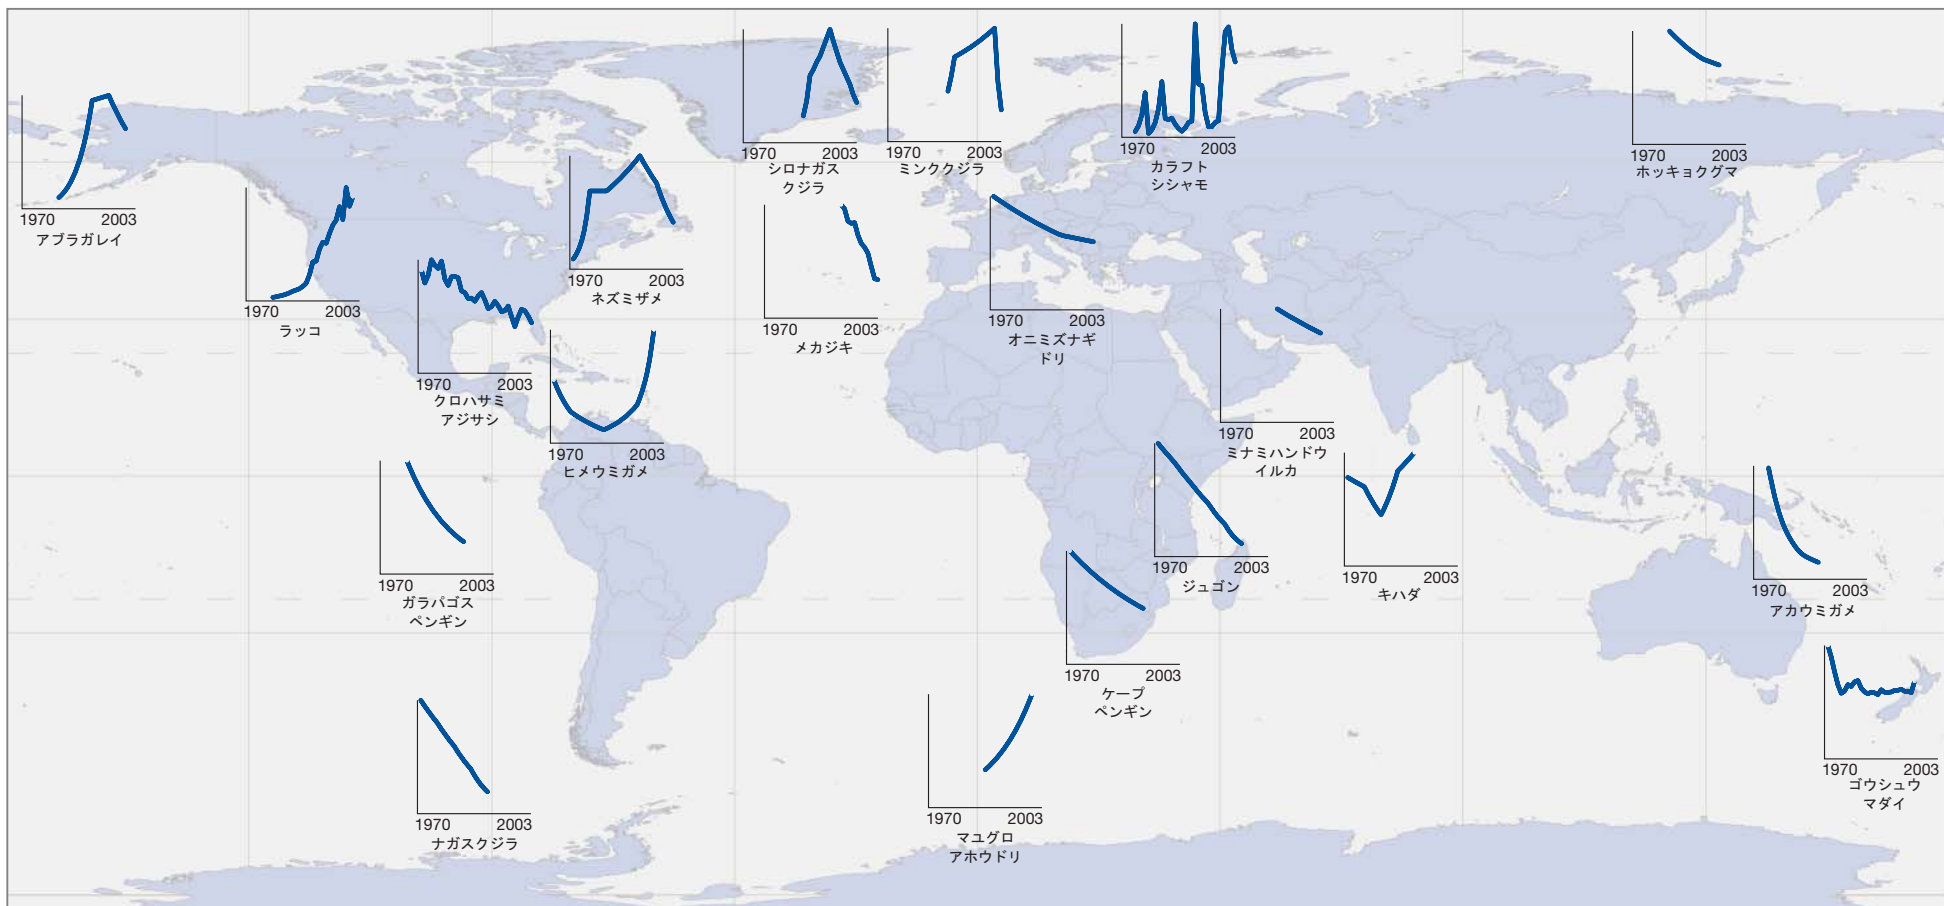 1970 2003
アブラガレイ
1970 2003
ラッコ
1970 2003
クロハサミ
アジサシ
1970 2003
ネズミザメ
1970 2003
ヒメウミガメ
1970 2003
シロナガス
クジラ
1970 2003
ミンククジラ
1970 2003
メカジキ
1970 2003
カラフト
シシャモ
1970 2003
オニミズナギ
ドリ
1970 2003
ホッキョクグマ
1970 2003
ミナミハンドウ
イルカ
1970 2003
ガラパゴス
ペンギン
1970 2003
ジュゴン
1970 2003
キハダ
1970 2003
アカウミガメ
1970 2003
ケープ
ペンギン
1970 2003
ナガスクジラ
1970 2003
マユグロ
アホウドリ
1970 2003
ゴウシュウ
マダイ